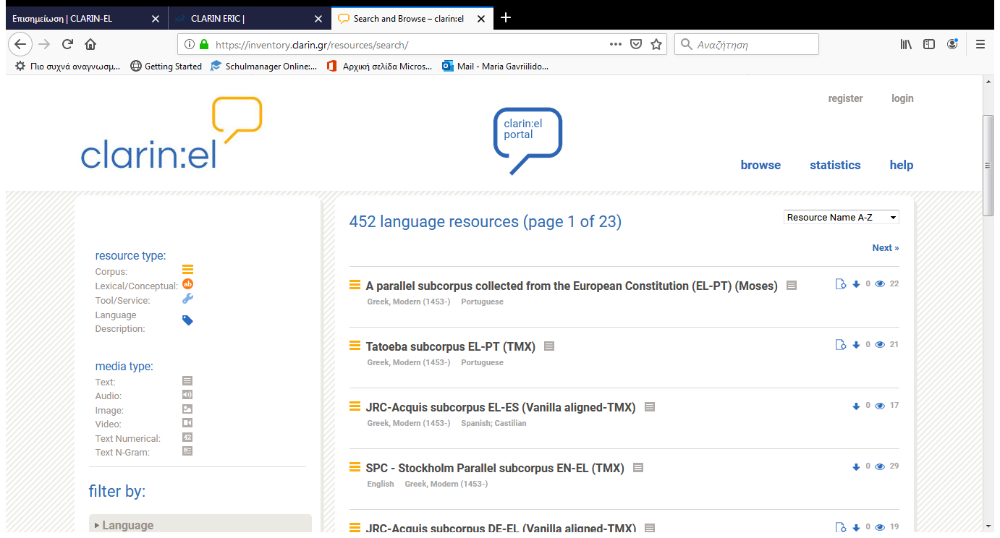 Επισημείωση | CLARIN-EL
CLARIN ERIC |
Search and Browse – clarin:el
https://inventory.clarin.gr/resources/search/
Αναζήτηση
Πιο συχνά αναγνωσμ...
Getting Started
Schulmanager Online:...
Αρχική σελίδα Micros...
Mail - Maria Gavriilido...
register login
clarin:el
clarin:el
portal
browse statistics help
resource type:
Corpus:
Lexical/Conceptual: ab
Tool/Service:
Language
Description:
media type:
Text:
Audio:
Image:
Video:
Text Numerical: 42
Text N-Gram:
filter by:
Language
452 language resources (page 1 of 23)
Resource Name A-Z
Next »
A parallel subcorpus collected from the European Constitution (EL-PT) (Moses) 0 22
Greek, Modern (1453-) Portuguese
Tatoeba subcorpus EL-PT (TMX) 0 21
Greek, Modern (1453-) Portuguese
JRC-Acquis subcorpus EL-ES (Vanilla aligned-TMX) 0 17
Greek, Modern (1453-) Spanish; Castilian
SPC - Stockholm Parallel subcorpus EN-EL (TMX) 0 29
English Greek, Modern (1453-)
JRC-Acquis subcorpus DE-EL (Vanilla aligned-TMX) 0 19